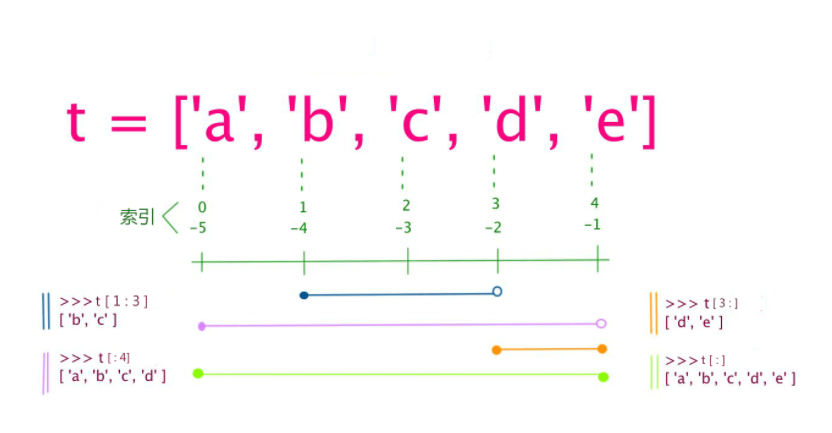 t = ['a', 'b', 'c', 'd', 'e']
索引
0 1 2 3 4
-5 -4 -3 -2 -1
>>>t[1:3]
['b', 'c']
>>> t[:4]
['a', 'b', 'c', 'd']
>>> t[3:]
['d', 'e']
>>>t[:]
['a', 'b', 'c', 'd', 'e']